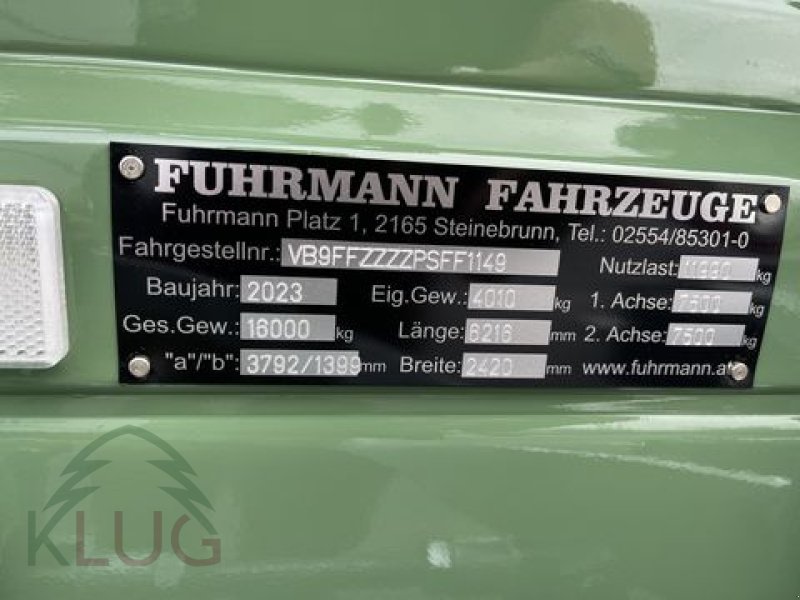 FUHRMANN FAHRZEUGE
Fuhrmann Platz 1, 2165 Steinebrunn, Tel.: 02554/85301-0
Fahrgestellnr.: VB9FFZZZZPSFF1149 Nutzlast: 11990 kg
Baujahr: 2023 Eig.Gew.: 4010 kg 1. Achse: 7500 kg
Ges.Gew.: 16000 kg Länge: 6216 mm 2. Achse: 7500 kg
"a"/"b": 3792/1399 mm Breite: 2420 mm www.fuhrmann.at
KLUG